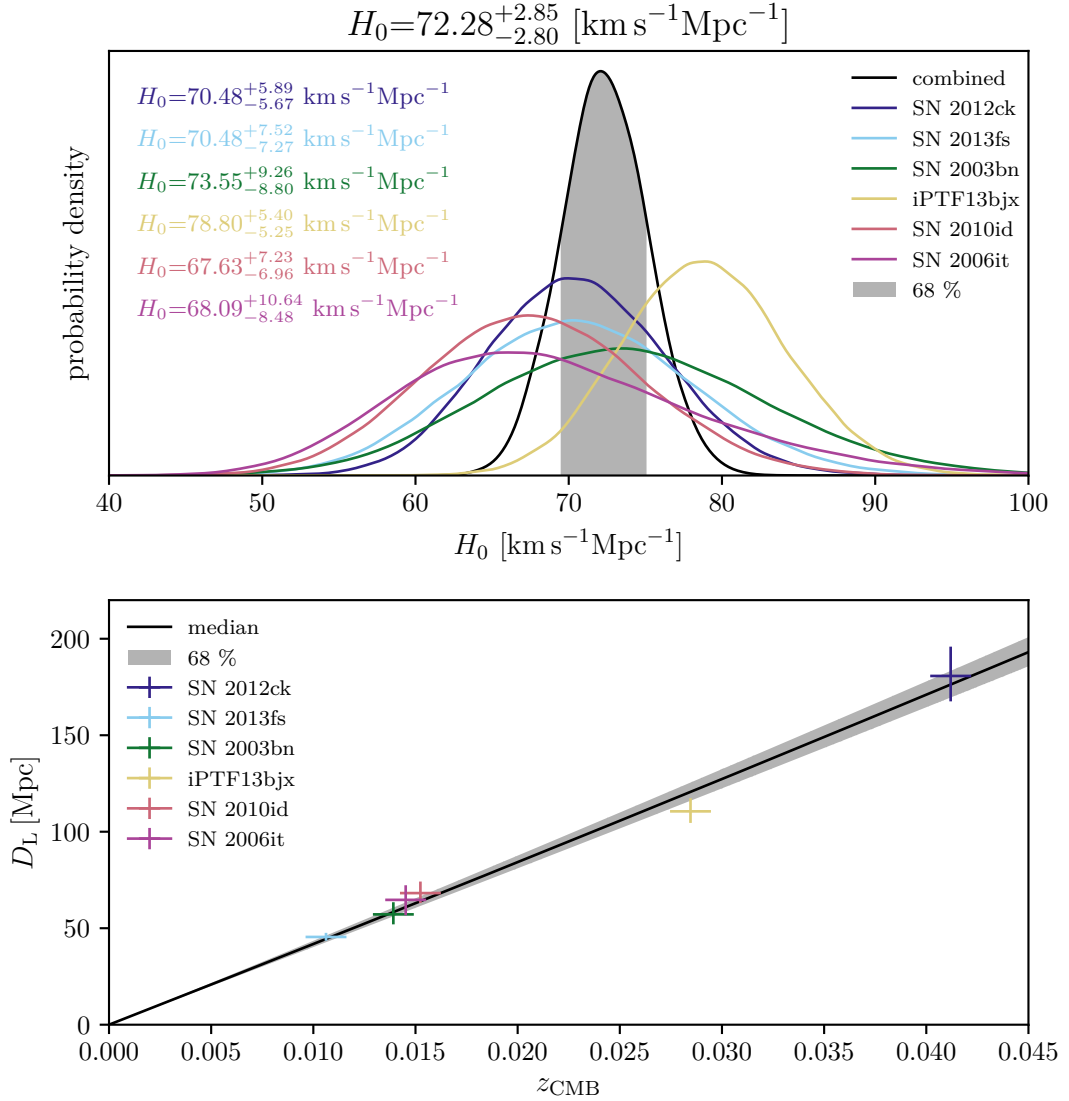 H₀=72.28+2.85−2.80 [km s⁻¹Mpc⁻¹]
H₀=70.48+5.89−5.67 km s⁻¹Mpc⁻¹
H₀=70.48+7.52−7.27 km s⁻¹Mpc⁻¹
H₀=73.55+9.26−8.80 km s⁻¹Mpc⁻¹
H₀=78.80+5.40−5.25 km s⁻¹Mpc⁻¹
H₀=67.63+7.23−6.96 km s⁻¹Mpc⁻¹
H₀=68.09+10.64−8.48 km s⁻¹Mpc⁻¹
combined
SN 2012ck
SN 2013fs
SN 2003bn
iPTF13bjx
SN 2010id
SN 2006it
68 %
probability density
40 50 60 70 80 90 100
H₀ [km s⁻¹Mpc⁻¹]
median
68 %
SN 2012ck
SN 2013fs
SN 2003bn
iPTF13bjx
SN 2010id
SN 2006it
200
150
100
50
0
D_L [Mpc]
0.000 0.005 0.010 0.015 0.020 0.025 0.030 0.035 0.040 0.045
z_CMB